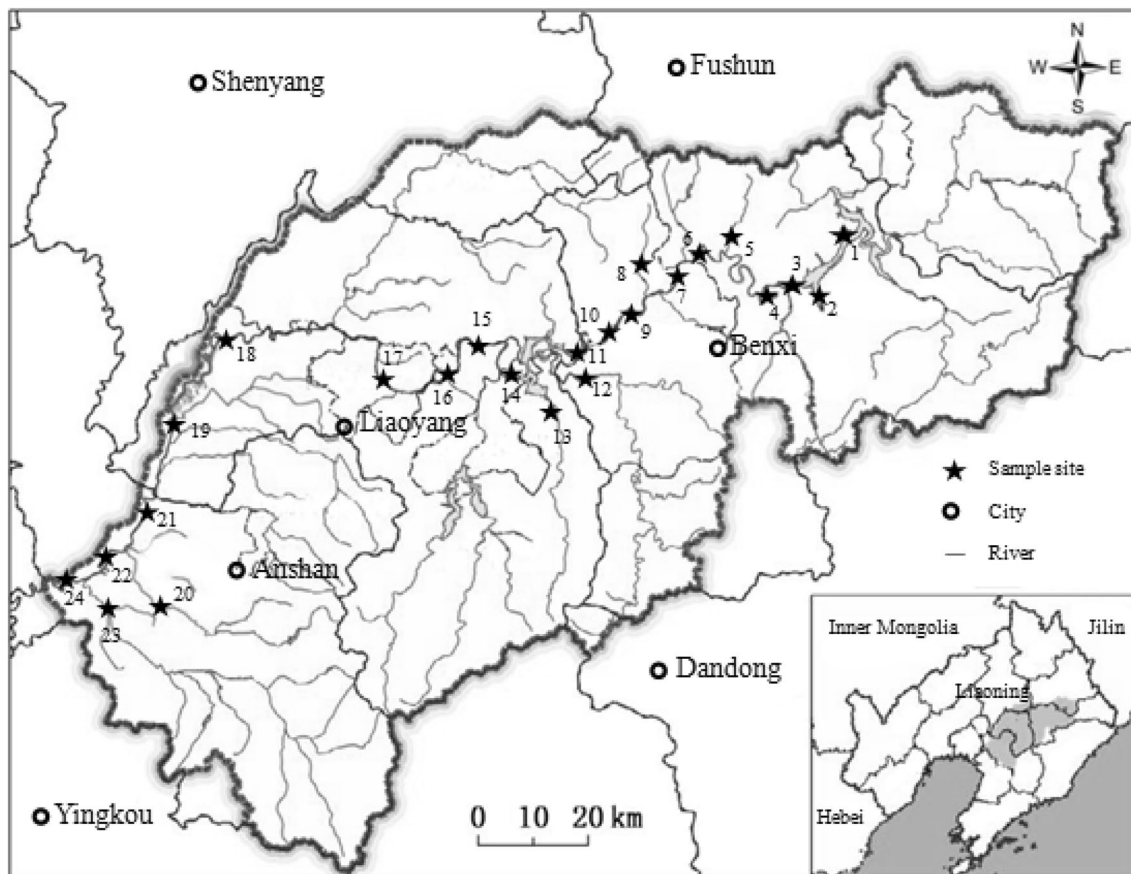 N
Shenyang
Fushun
W E
S
1
2
3
4
5
6
7
8
9
10
11
12
13
14
15
16
17
18
19
20
21
22
23
24
Benxi
Liaoyang
Anshan
Dandong
Yingkou
Sample site
City
River
0 10 20 km
Inner Mongolia
Jilin
Liaoning
Hebei